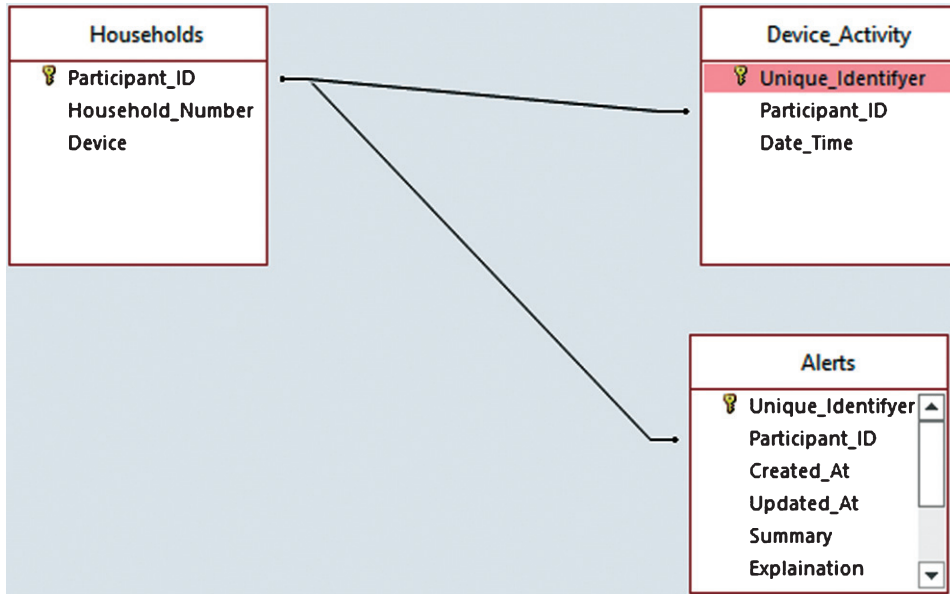 Households
Participant_ID
Household_Number
Device
Device_Activity
Unique_Identifyer
Participant_ID
Date_Time
Alerts
Unique_Identifyer
Participant_ID
Created_At
Updated_At
Summary
Explaination